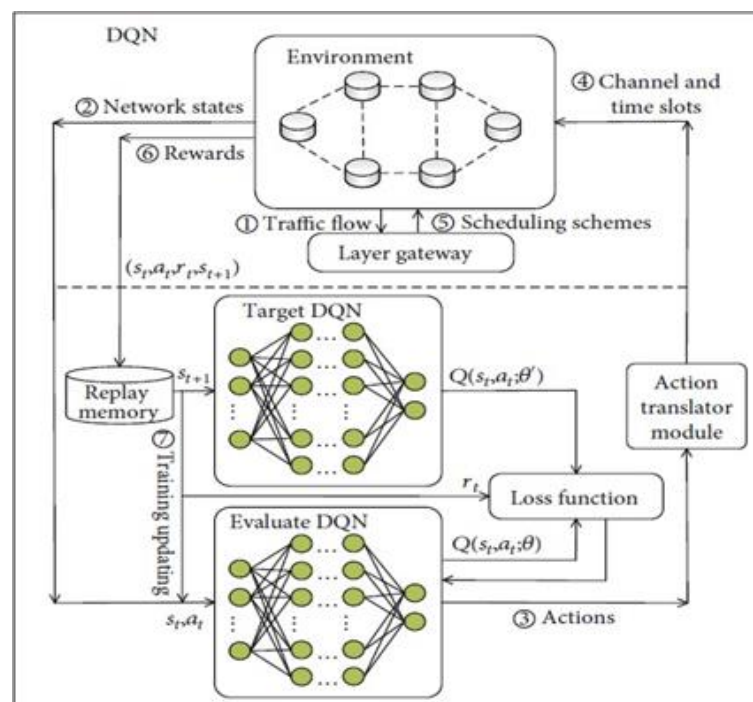 DQN
Environment
② Network states
④ Channel and
time slots
⑥ Rewards
① Traffic flow
⑤ Scheduling schemes
Layer gateway
(s_t,a_t,r_t,s_{t+1})
Target DQN
Replay
memory
s_{t+1}
Q(s_t,a_t;θ′)
Action
translator
module
⑦ Training updating
r_t
Loss function
Evaluate DQN
Q(s_t,a_t;θ)
s_t,a_t
③ Actions